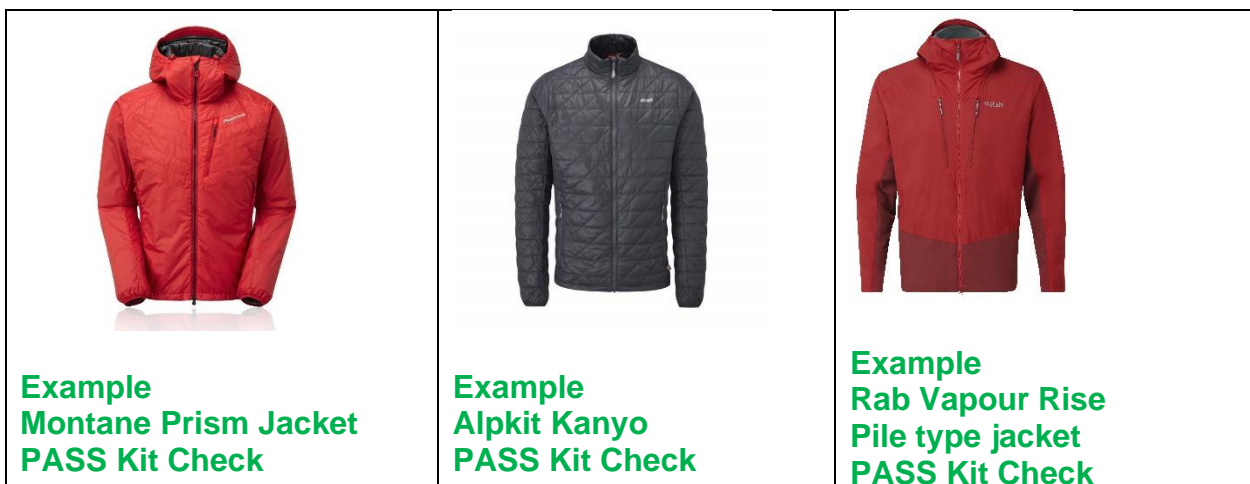 Example
Montane Prism Jacket
PASS Kit Check
Example
Alpkit Kanyo
PASS Kit Check
Example
Rab Vapour Rise
Pile type jacket
PASS Kit Check